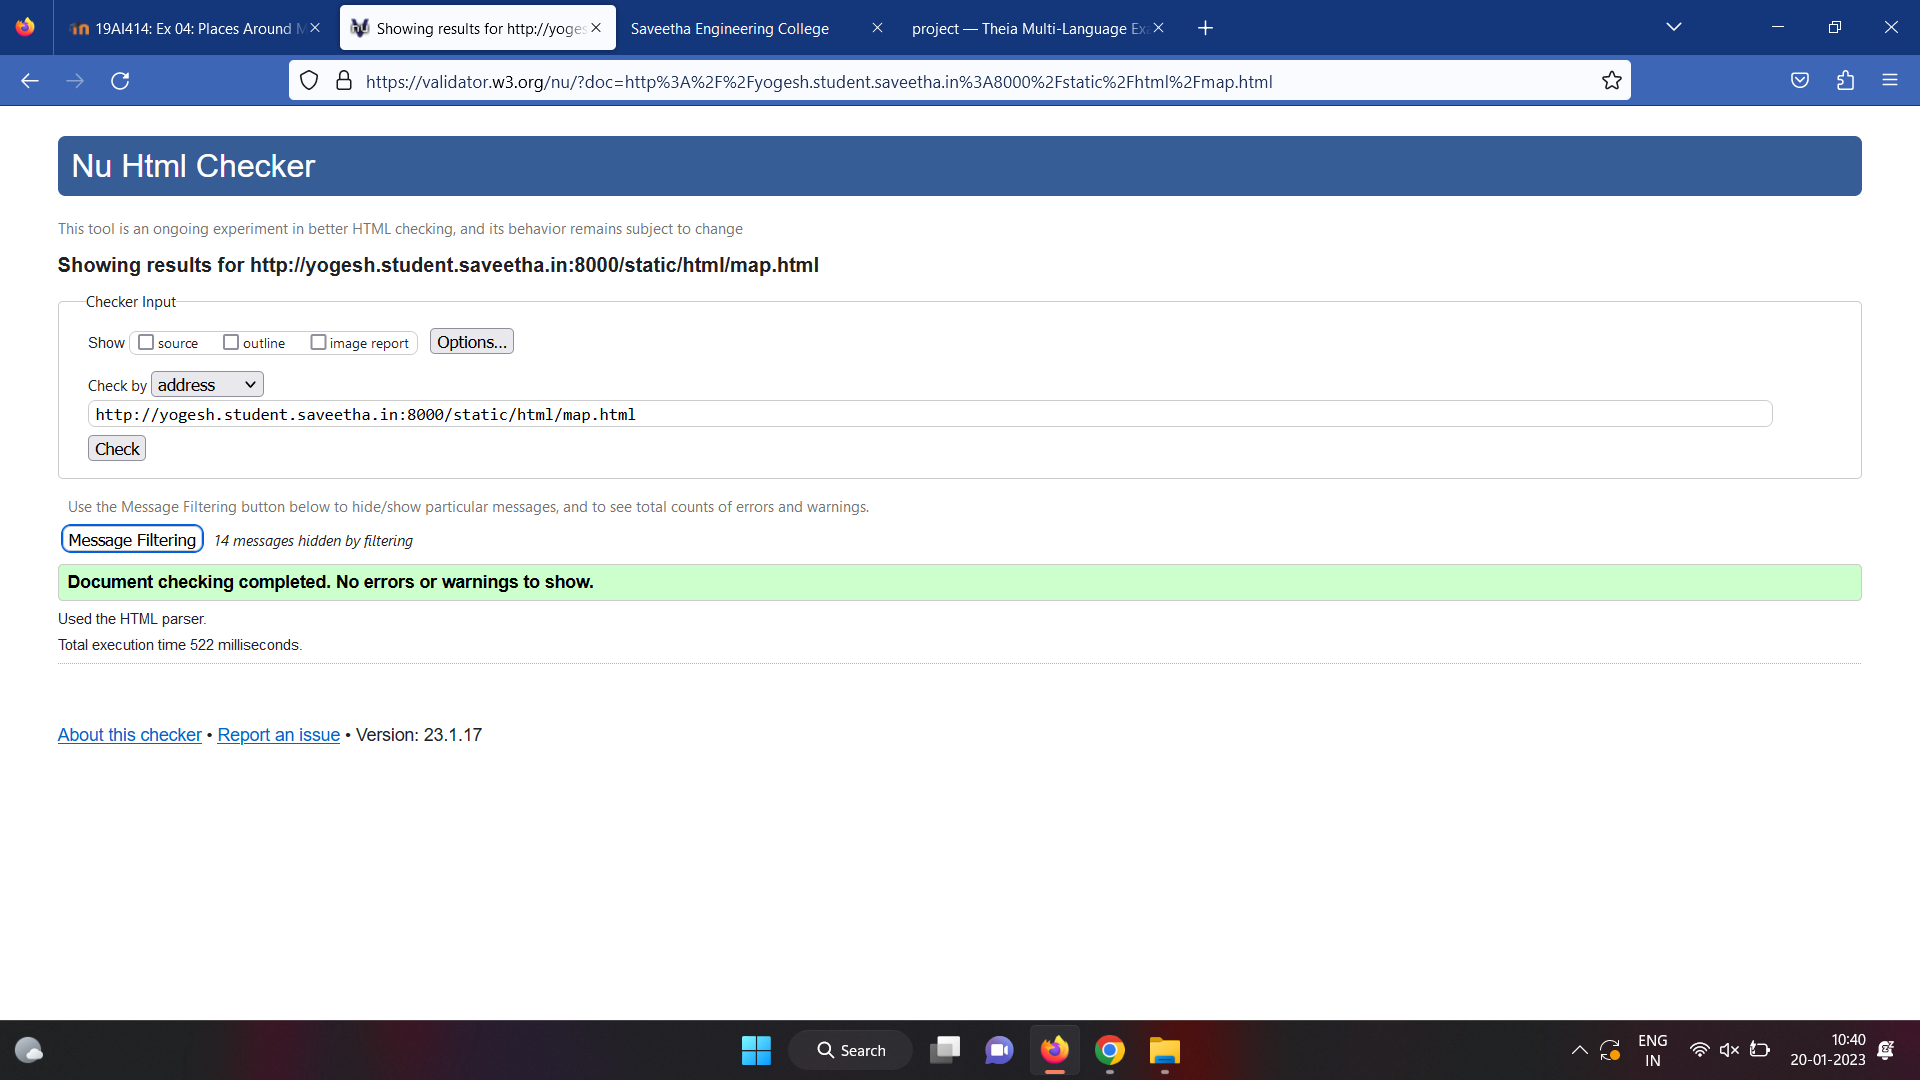 19AI414: Ex 04: Places Around M
Showing results for http://yoges
Saveetha Engineering College
project — Theia Multi-Language Ex
https://validator.w3.org/nu/?doc=http%3A%2F%2Fyogesh.student.saveetha.in%3A8000%2Fstatic%2Fhtml%2Fmap.html
Nu Html Checker
This tool is an ongoing experiment in better HTML checking, and its behavior remains subject to change
Showing results for http://yogesh.student.saveetha.in:8000/static/html/map.html
Checker Input
Show source outline image report Options...
Check by address
http://yogesh.student.saveetha.in:8000/static/html/map.html
Check
Use the Message Filtering button below to hide/show particular messages, and to see total counts of errors and warnings.
Message Filtering 14 messages hidden by filtering
Document checking completed. No errors or warnings to show.
Used the HTML parser.
Total execution time 522 milliseconds.
About this checker • Report an issue • Version: 23.1.17
Search
ENG
IN
10:40
20-01-2023